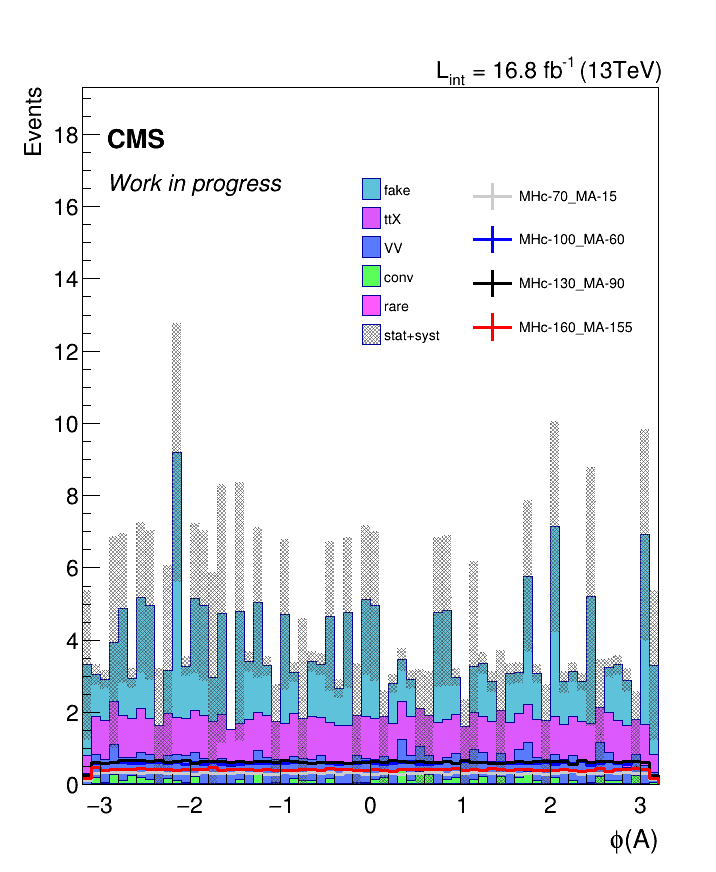 L_int = 16.8 fb^-1 (13TeV)
Events
CMS
Work in progress
fake
ttX
VV
conv
rare
stat+syst
MHc-70_MA-15
MHc-100_MA-60
MHc-130_MA-90
MHc-160_MA-155
18
16
14
12
10
8
6
4
2
0
−3 −2 −1 0 1 2 3
ϕ(A)